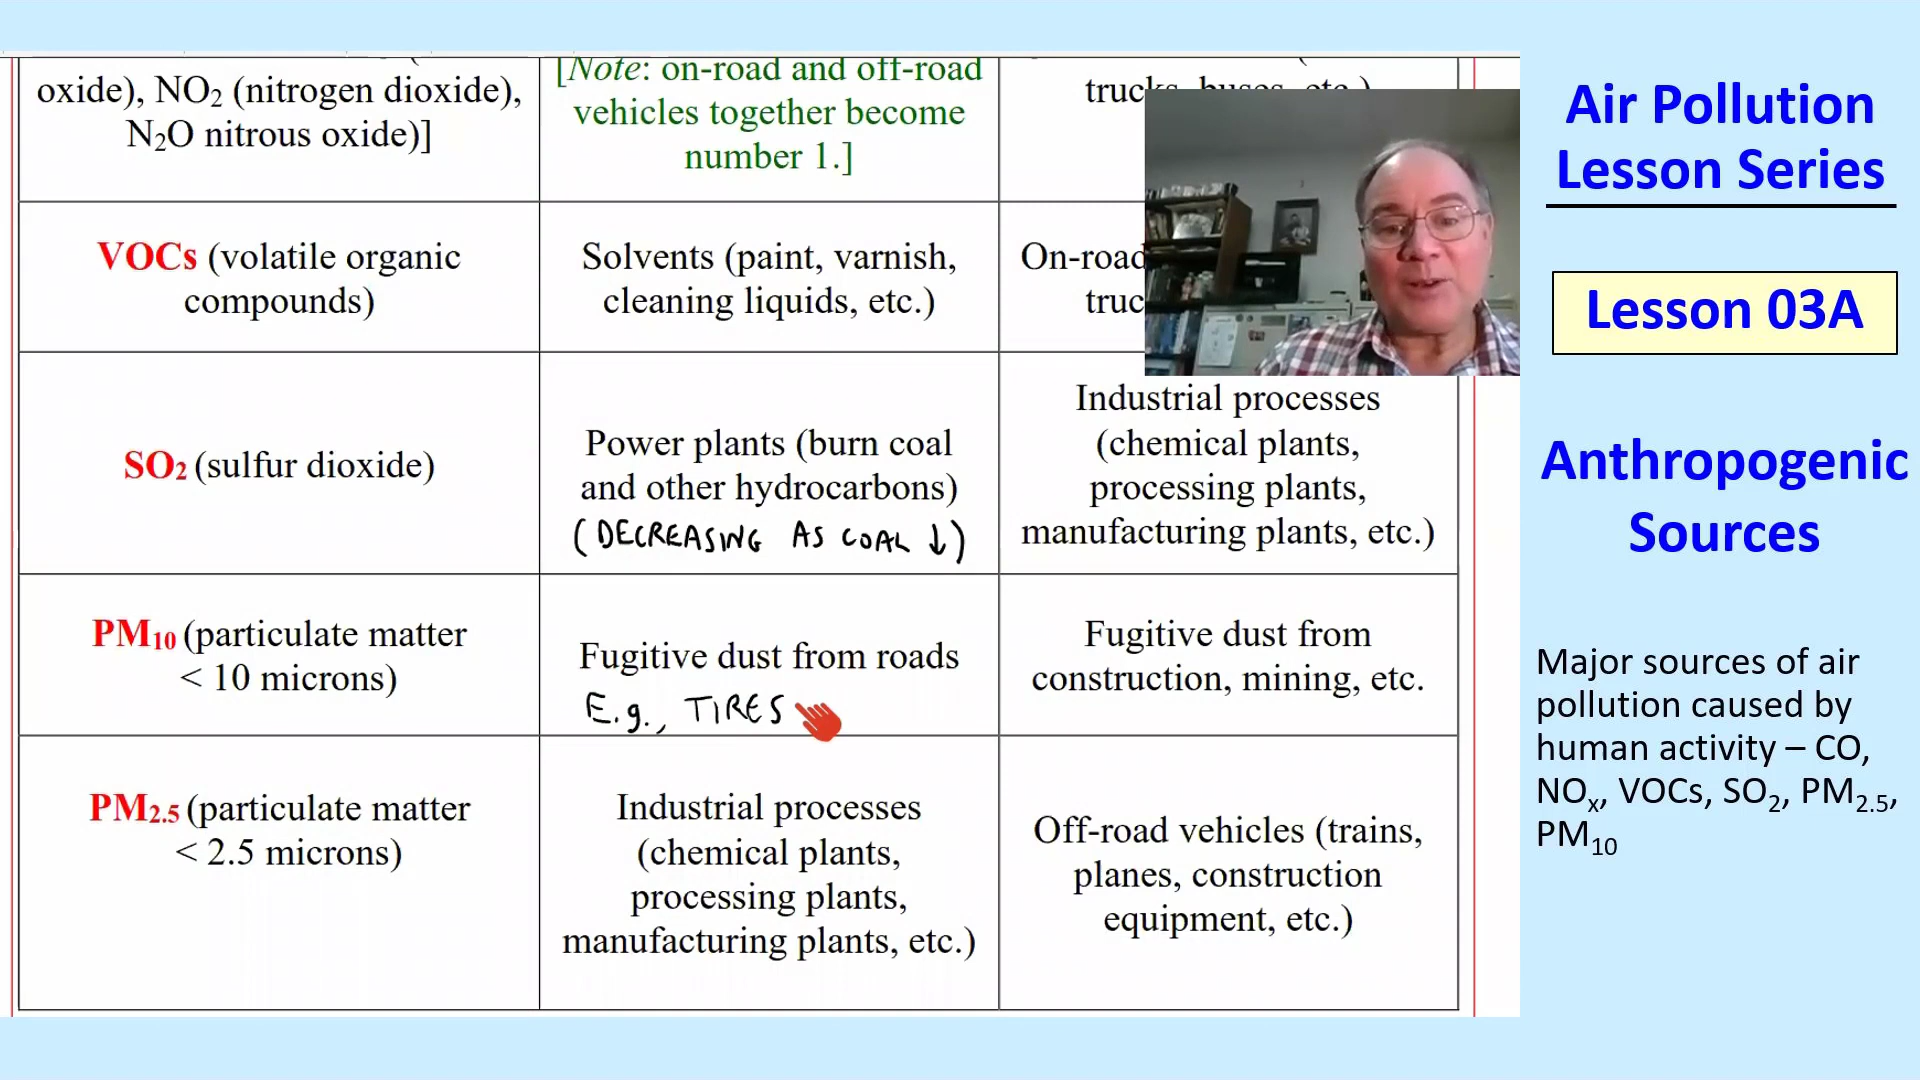 oxide), NO2 (nitrogen dioxide),
N2O nitrous oxide)]
[Note: on-road and off-road
vehicles together become
number 1.]
trucks, buses, etc.)
VOCs (volatile organic
compounds)
Solvents (paint, varnish,
cleaning liquids, etc.)
On-road
truc
SO2 (sulfur dioxide)
Power plants (burn coal
and other hydrocarbons)
(DECREASING AS COAL ↓)
Industrial processes
(chemical plants,
processing plants,
manufacturing plants, etc.)
PM10 (particulate matter
< 10 microns)
Fugitive dust from roads
E.g., TIRES
Fugitive dust from
construction, mining, etc.
PM2.5 (particulate matter
< 2.5 microns)
Industrial processes
(chemical plants,
processing plants,
manufacturing plants, etc.)
Off-road vehicles (trains,
planes, construction
equipment, etc.)
Air Pollution
Lesson Series
Lesson 03A
Anthropogenic
Sources
Major sources of air
pollution caused by
human activity – CO,
NOx, VOCs, SO2, PM2.5,
PM10